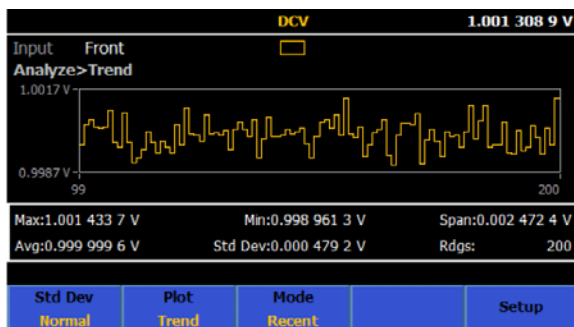 DCV 1.001 308 9 V
Input Front
Analyze>Trend
1.0017 V
0.9987 V
99 200
Max:1.001 433 7 V Min:0.998 961 3 V Span:0.002 472 4 V
Avg:0.999 999 6 V Std Dev:0.000 479 2 V Rdgs: 200
Std Dev Plot Mode Setup
Normal Trend Recent